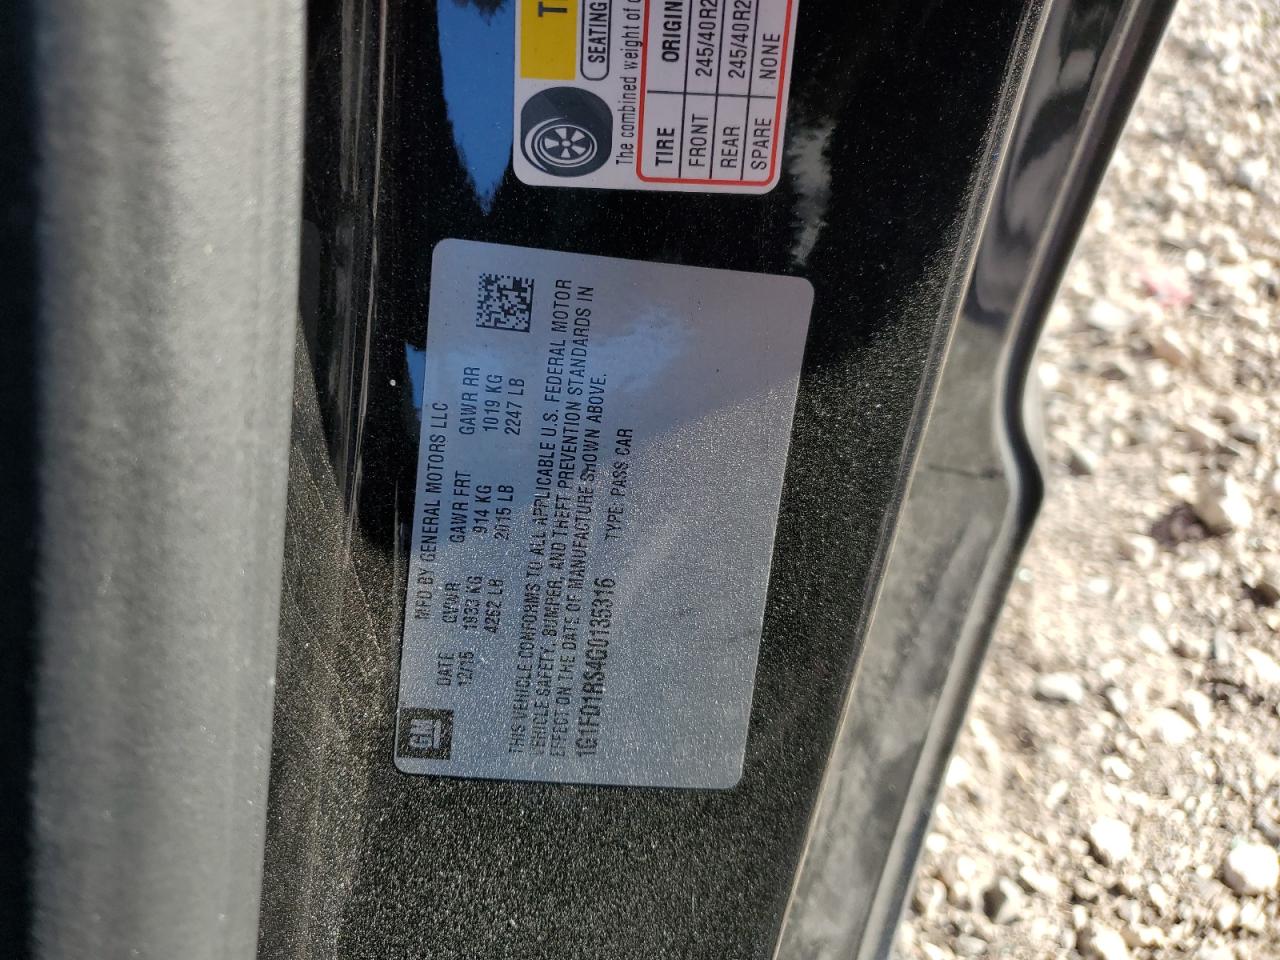 GM
MFD BY GENERAL MOTORS LLC
DATE GVWR GAWR FRT GAWR RR
12/15 1933 KG 914 KG 1019 KG
4262 LB 2015 LB 2247 LB
THIS VEHICLE CONFORMS TO ALL APPLICABLE U.S. FEDERAL MOTOR
VEHICLE SAFETY, BUMPER, AND THEFT PREVENTION STANDARDS IN
EFFECT ON THE DATE OF MANUFACTURE SHOWN ABOVE.
1G1FD1RS4G0135316 TYPE: PASS CAR
SEATING
The combined weight of
TIRE ORIGIN
FRONT 245/40R2
REAR 245/40R2
SPARE NONE